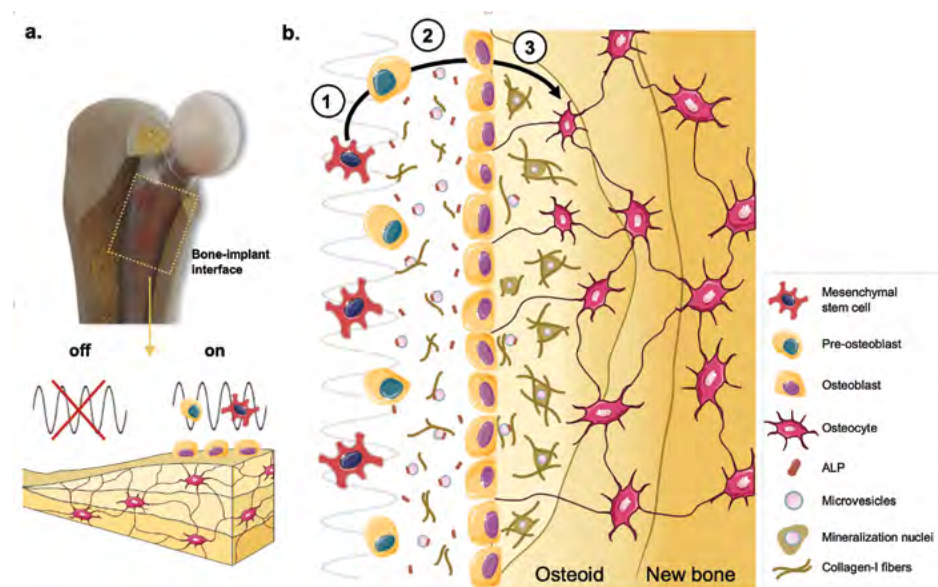 a.
Bone-implant
interface
off
on
b.
1
2
3
Osteoid
New bone
Mesenchymal
stem cell
Pre-osteoblast
Osteoblast
Osteocyte
ALP
Microvesicles
Mineralization nuclei
Collagen-I fibers